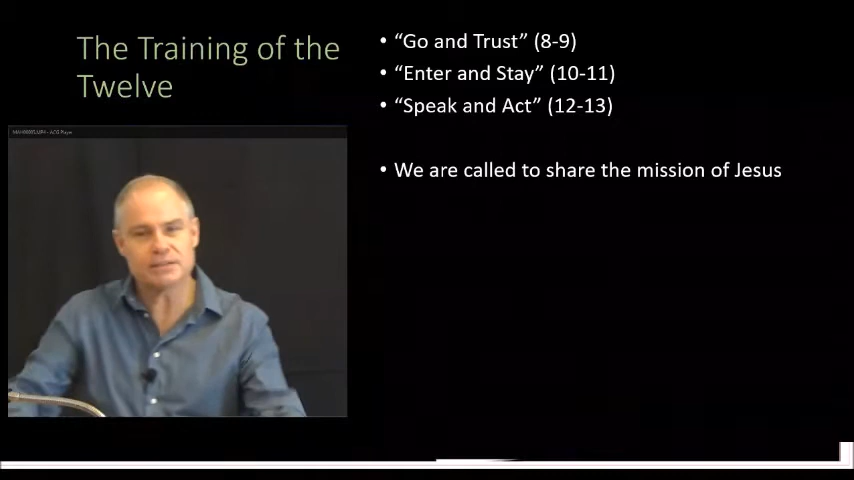 The Training of the
Twelve
• “Go and Trust” (8-9)
• “Enter and Stay” (10-11)
• “Speak and Act” (12-13)
• We are called to share the mission of Jesus